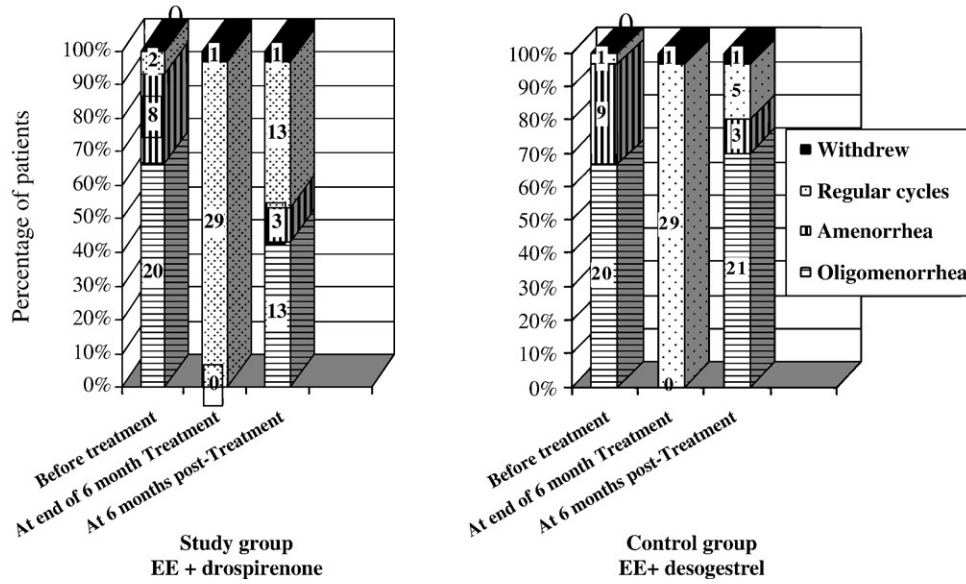 Percentage of patients
100%
90%
80%
70%
60%
50%
40%
30%
20%
10%
0%
0
2
8
20
1
29
0
1
13
3
13
Before treatment
At end of 6 month Treatment
At 6 months post-Treatment
Study group
EE + drospirenone
100%
90%
80%
70%
60%
50%
40%
30%
20%
10%
0%
0
1
9
20
1
29
0
1
5
3
21
Before treatment
At end of 6 month Treatment
At 6 months post-Treatment
Control group
EE+ desogestrel
Withdrew
Regular cycles
Amenorrhea
Oligomenorrhea